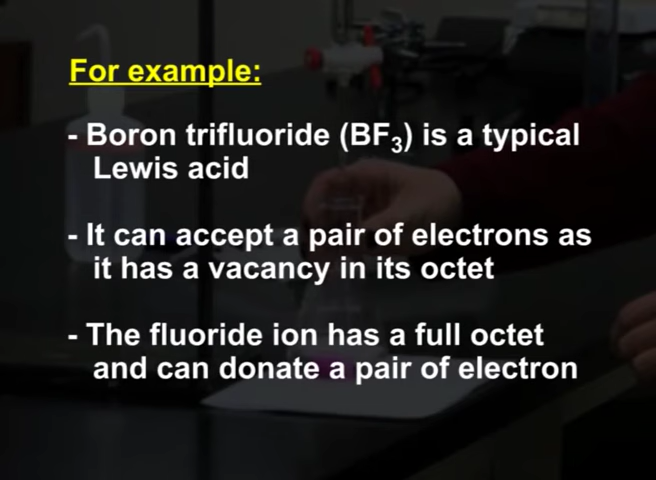 For example:
- Boron trifluoride (BF₃) is a typical
Lewis acid
- It can accept a pair of electrons as
it has a vacancy in its octet
- The fluoride ion has a full octet
and can donate a pair of electron